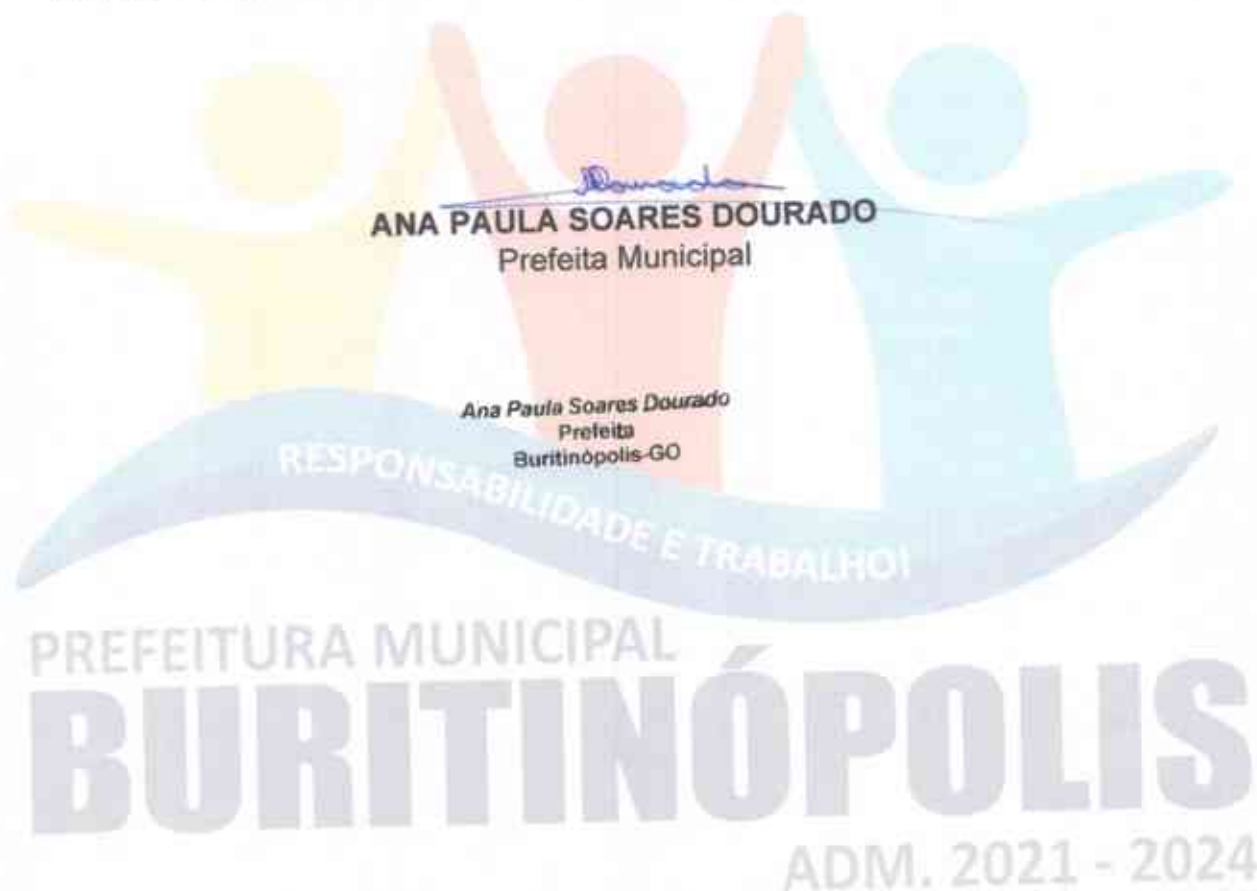 ANA PAULA SOARES DOURADO
Prefeita Municipal
Ana Paula Soares Dourado
Prefeita
Buritinópolis-GO
RESPONSABILIDADE E TRABALHO!
PREFEITURA MUNICIPAL
BURITINÓPOLIS
ADM. 2021 - 2024